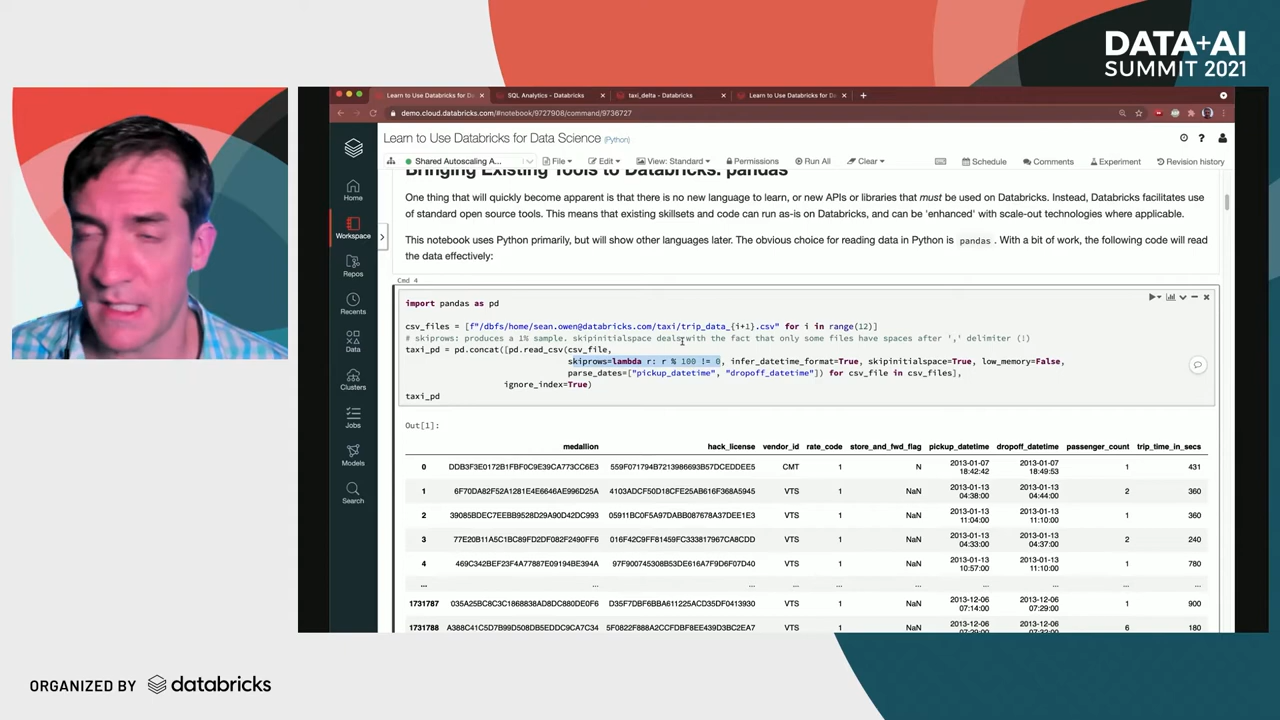 DATA+AI
SUMMIT 2021
Learn to Use Databricks for Da
SQL Analytics - Databricks
taxi_delta - Databricks
Learn to Use Databricks for Da
demo.cloud.databricks.com/#notebook/9727908/command/9736727
Learn to Use Databricks for Data Science (Python)
Shared Autoscaling A...
File
Edit
View: Standard
Permissions
Run All
Clear
Schedule
Comments
Experiment
Revision history
Home
Workspace
Repos
Recents
Data
Clusters
Jobs
Models
Search
Bringing Existing Tools to Databricks: pandas
One thing that will quickly become apparent is that there is no new language to learn, or new APIs or libraries that must be used on Databricks. Instead, Databricks facilitates use
of standard open source tools. This means that existing skillsets and code can run as-is on Databricks, and can be 'enhanced' with scale-out technologies where applicable.
This notebook uses Python primarily, but will show other languages later. The obvious choice for reading data in Python is pandas. With a bit of work, the following code will read
the data effectively:
Cmd 4
import pandas as pd
csv_files = [f"/dbfs/home/sean.owen@databricks.com/taxi/trip_data_{i+1}.csv" for i in range(12)]
# skiprows: produces a 1% sample. skipinitialspace deals with the fact that only some files have spaces after ',' delimiter (!)
taxi_pd = pd.concat([pd.read_csv(csv_file,
skiprows=lambda r: r % 100 != 0, infer_datetime_format=True, skipinitialspace=True, low_memory=False,
parse_dates=["pickup_datetime", "dropoff_datetime"]) for csv_file in csv_files],
ignore_index=True)
taxi_pd
Out[1]:
medallion hack_license vendor_id rate_code store_and_fwd_flag pickup_datetime dropoff_datetime passenger_count trip_time_in_secs
0 DDB3F3E0172B1FBF0C9E39CA773CC6E3 559F071794B7213986693B57DCEDDEE5 CMT 1 N 2013-01-07 18:42:42 2013-01-07 18:49:53 1 431
1 6F70DA82F52A1281E4E6646AE996D25A 4103ADCF50D18CFE25AB616F368A5945 VTS 1 NaN 2013-01-13 04:38:00 2013-01-13 04:44:00 2 360
2 39085BDEC7EEBB9528D29A90D42DC993 05911BC0F5A97DABB087678A37DEE1E3 VTS 1 NaN 2013-01-13 11:04:00 2013-01-13 11:10:00 1 360
3 77E20B11A5C1BC89FD2DF082F2490FF6 016F42C9FF81459FC333817967CA8CDD VTS 1 NaN 2013-01-13 04:33:00 2013-01-13 04:37:00 2 240
4 469C342BEF23F4A77887E09194BE394A 97F900745308B53DE616A7F9D6F07D40 VTS 1 NaN 2013-01-13 10:57:00 2013-01-13 11:10:00 1 780
... ... ... ... ... ... ... ... ... ...
1731787 035A25BC8C3C1868838AD8DC880DE0F6 D35F7DBF6BBA611225ACD35DF0413930 VTS 1 NaN 2013-12-06 07:14:00 2013-12-06 07:29:00 1 900
1731788 A388C41C5D7B99D508DB5EDDC9CA7C34 5F0822F888A2CCFDBF8EE439D3BC2EA7 VTS 1 NaN 2013-12-06 2013-12-06 6 180
ORGANIZED BY databricks